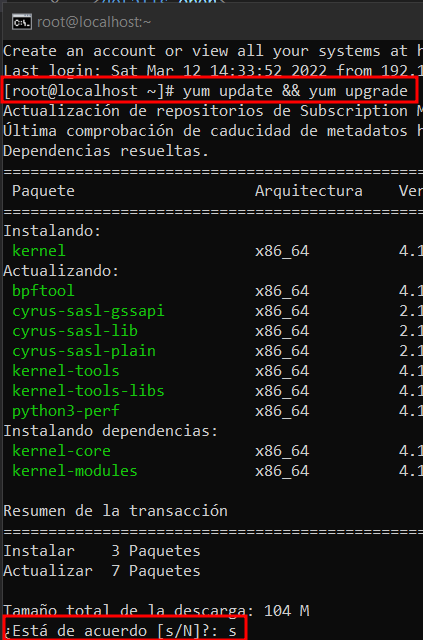 root@localhost:~
Create an account or view all your systems at
Last login: Sat Mar 12 14:33:52 2022 from 192.1
[root@localhost ~]# yum update && yum upgrade
Actualización de repositorios de Subscription
Última comprobación de caducidad de metadatos
Dependencias resueltas.
================================================
Paquete Arquitectura Ver
================================================
Instalando:
kernel x86_64 4.1
Actualizando:
bpftool x86_64 4.1
cyrus-sasl-gssapi x86_64 2.1
cyrus-sasl-lib x86_64 2.1
cyrus-sasl-plain x86_64 2.1
kernel-tools x86_64 4.1
kernel-tools-libs x86_64 4.1
python3-perf x86_64 4.1
Instalando dependencias:
kernel-core x86_64 4.1
kernel-modules x86_64 4.1
Resumen de la transacción
================================================
Instalar 3 Paquetes
Actualizar 7 Paquetes
Tamaño total de la descarga: 104 M
¿Está de acuerdo [s/N]?: s